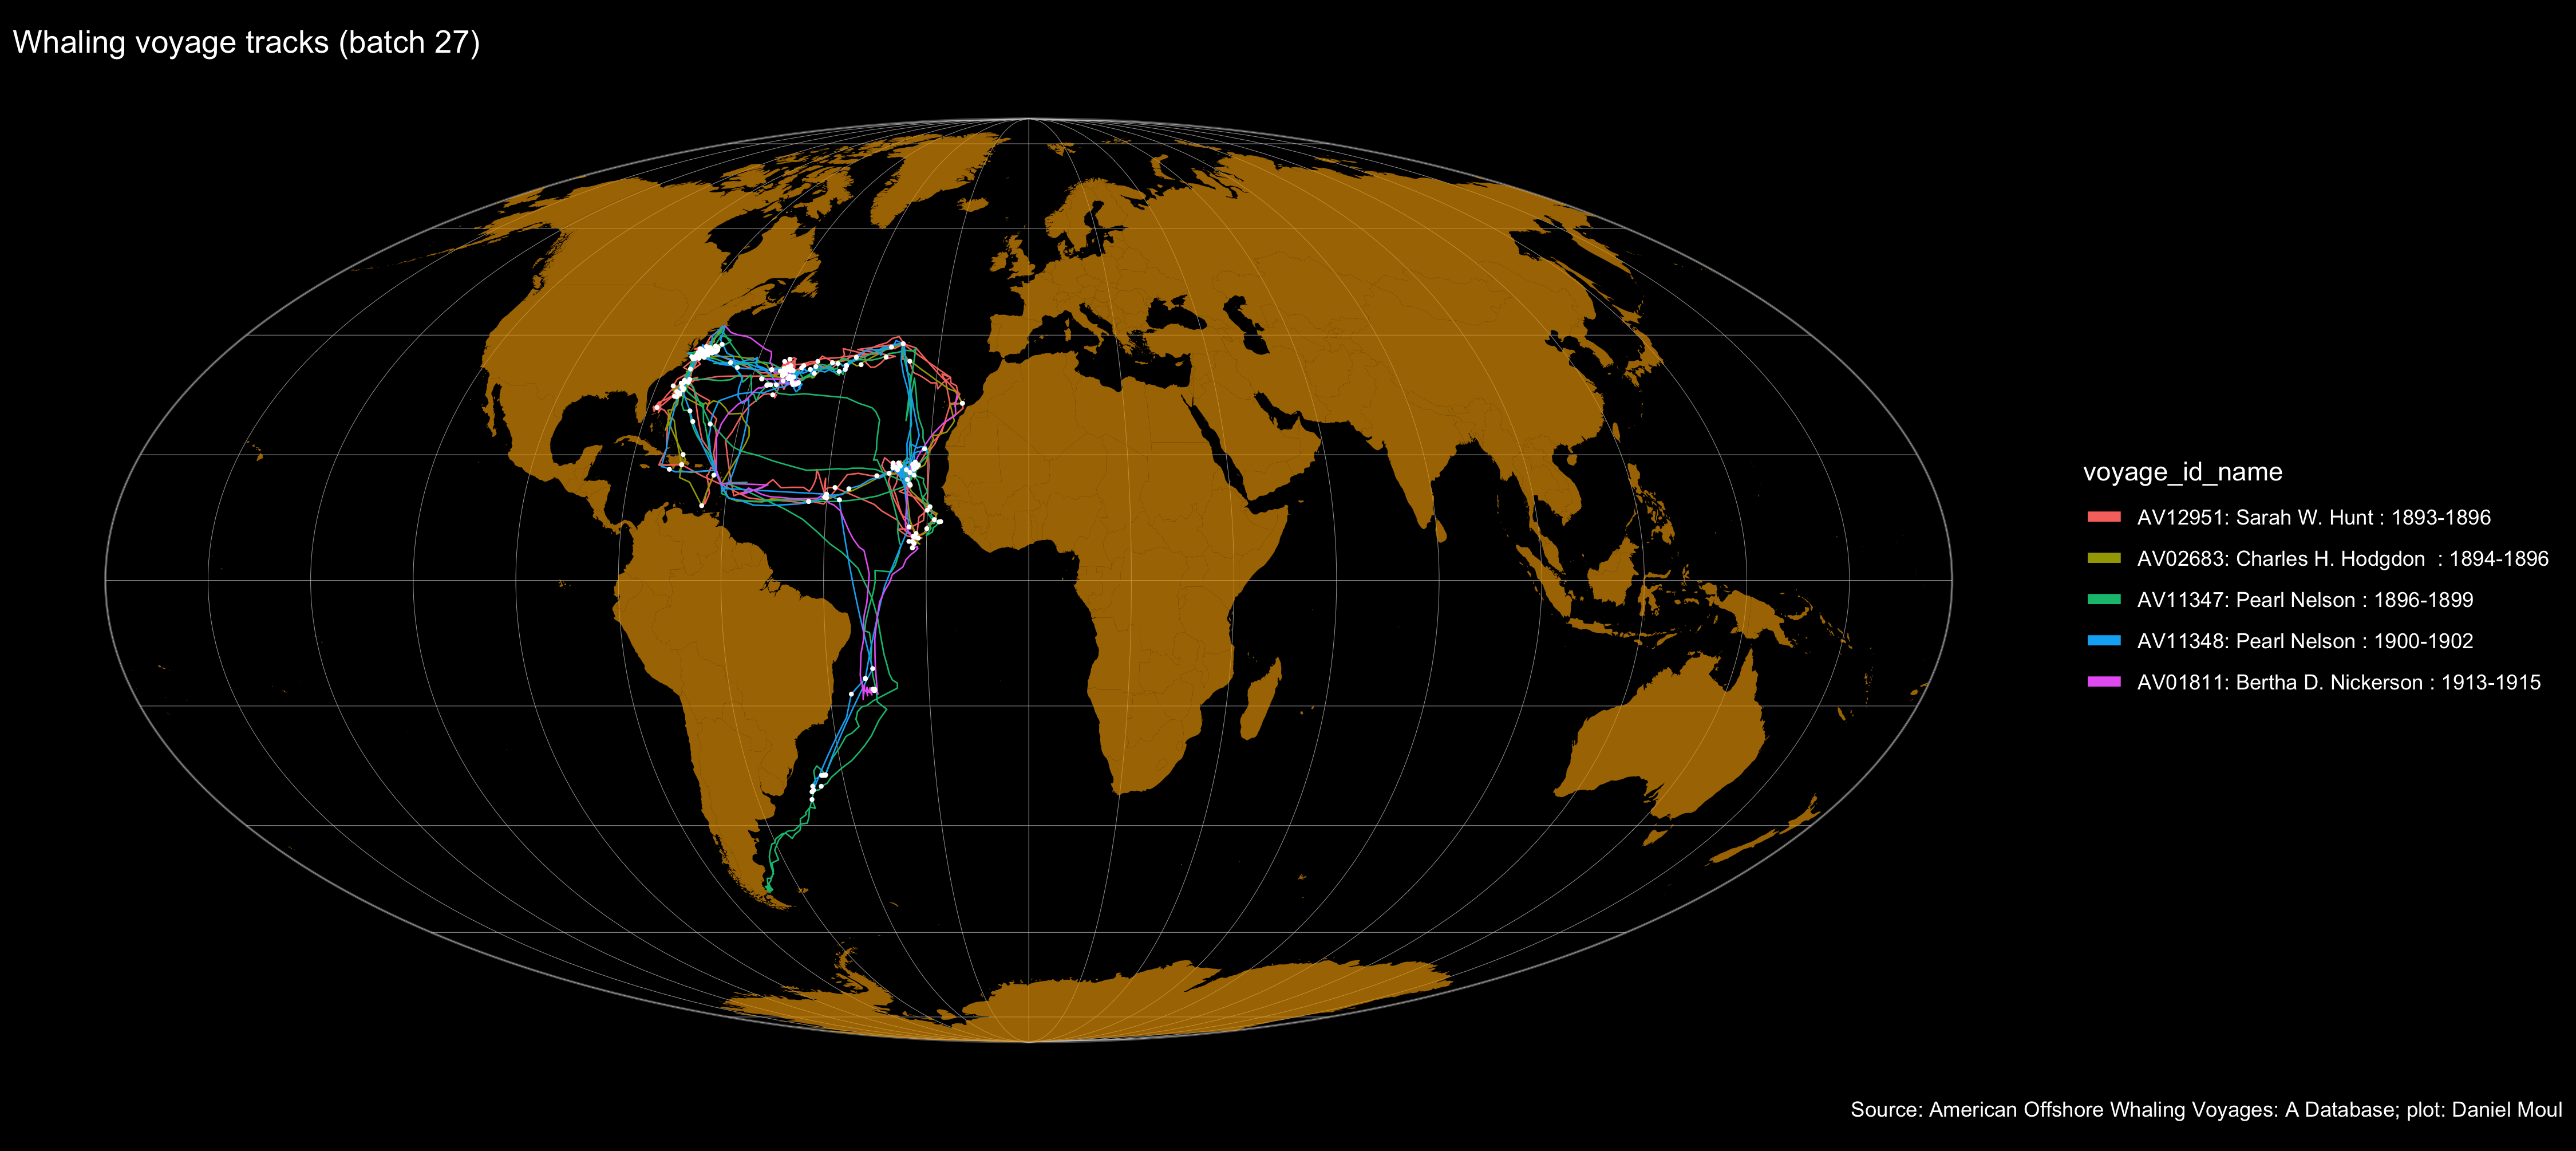 Whaling voyage tracks (batch 27)
voyage_id_name
AV12951: Sarah W. Hunt : 1893-1896
AV02683: Charles H. Hodgdon  : 1894-1896
AV11347: Pearl Nelson : 1896-1899
AV11348: Pearl Nelson : 1900-1902
AV01811: Bertha D. Nickerson : 1913-1915
Source: American Offshore Whaling Voyages: A Database; plot: Daniel Moul